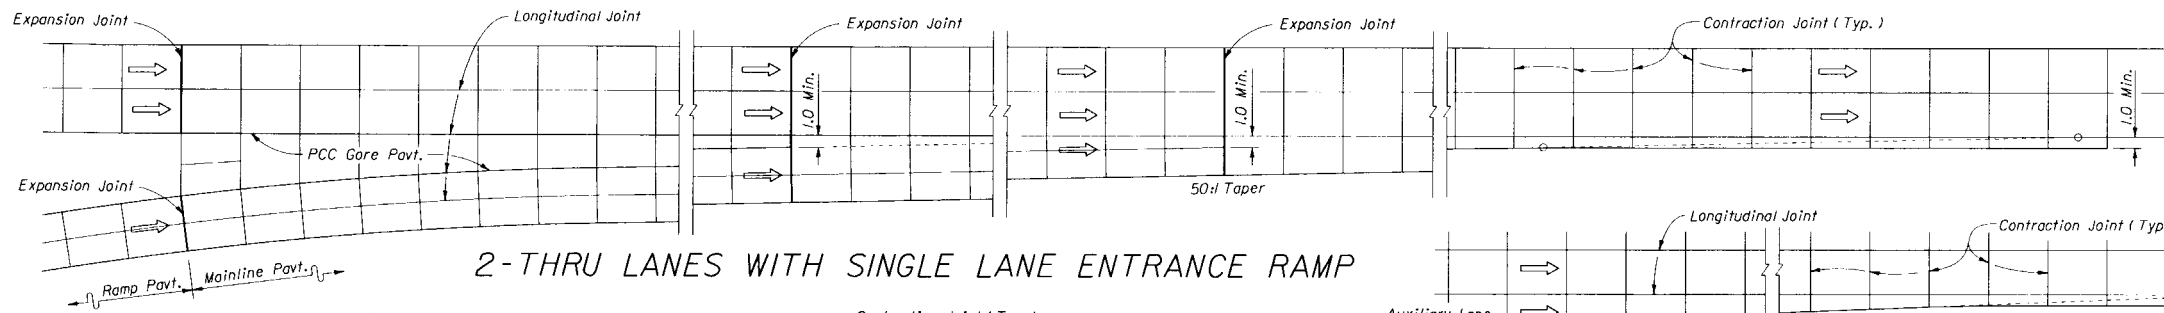 Expansion Joint
Longitudinal Joint
Expansion Joint
Expansion Joint
Contraction Joint ( Typ. )
1.0 Min.
1.0 Min.
1.0 Min.
PCC Gore Pavt.
Expansion Joint
50:1 Taper
Longitudinal Joint
Contraction Joint ( Typ
2-THRU LANES WITH SINGLE LANE ENTRANCE RAMP
Ramp Pavt.
Mainline Pavt.
Auxiliary Lane